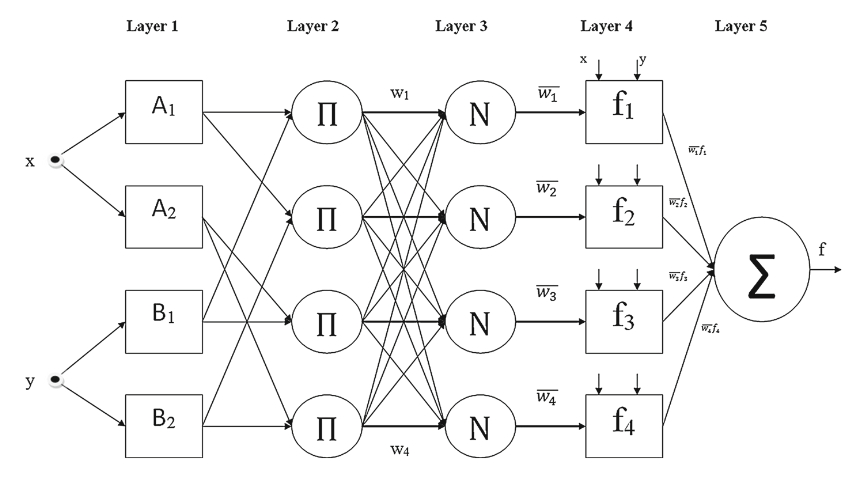 Layer 1 Layer 2 Layer 3 Layer 4 Layer 5
x y
A₁ Π w₁ N w̅₁ f₁
w̅₁f₁
x
A₂ Π N w̅₂ f₂
w̅₂f₂
f
Σ
w̅₃f₃
B₁ Π N w̅₃ f₃
w̅₄f₄
y
B₂ Π N w̅₄ f₄
w₄